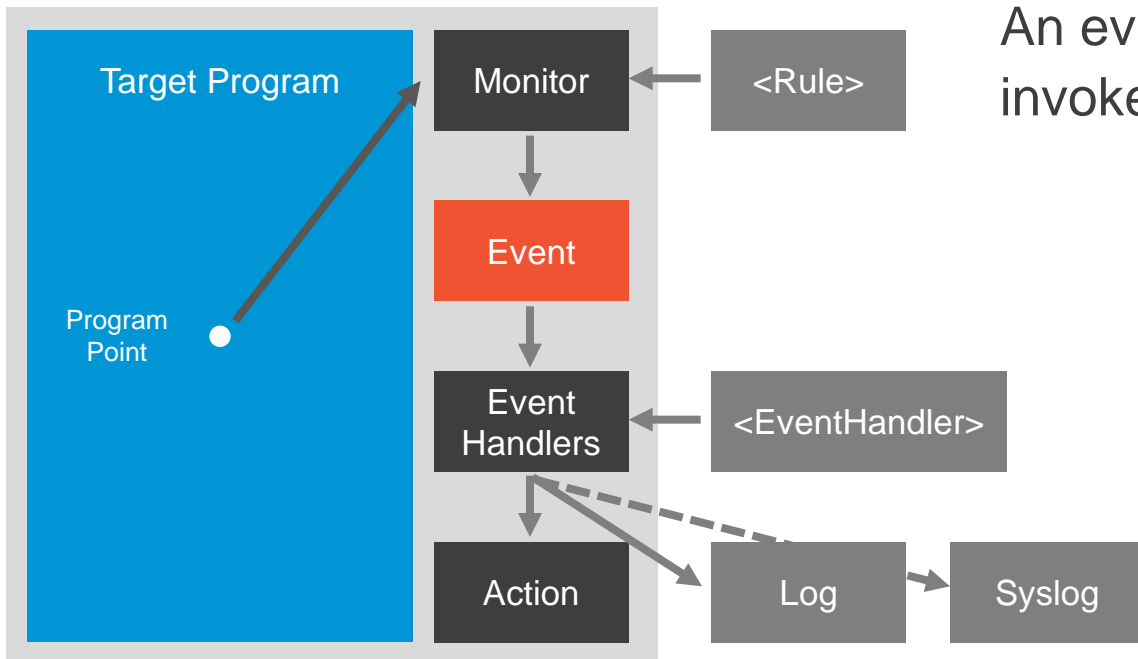 An ev
invoke
Target Program
Monitor
<Rule>
Event
Program
Point
Event
Handlers
<EventHandler>
Action
Log
Syslog